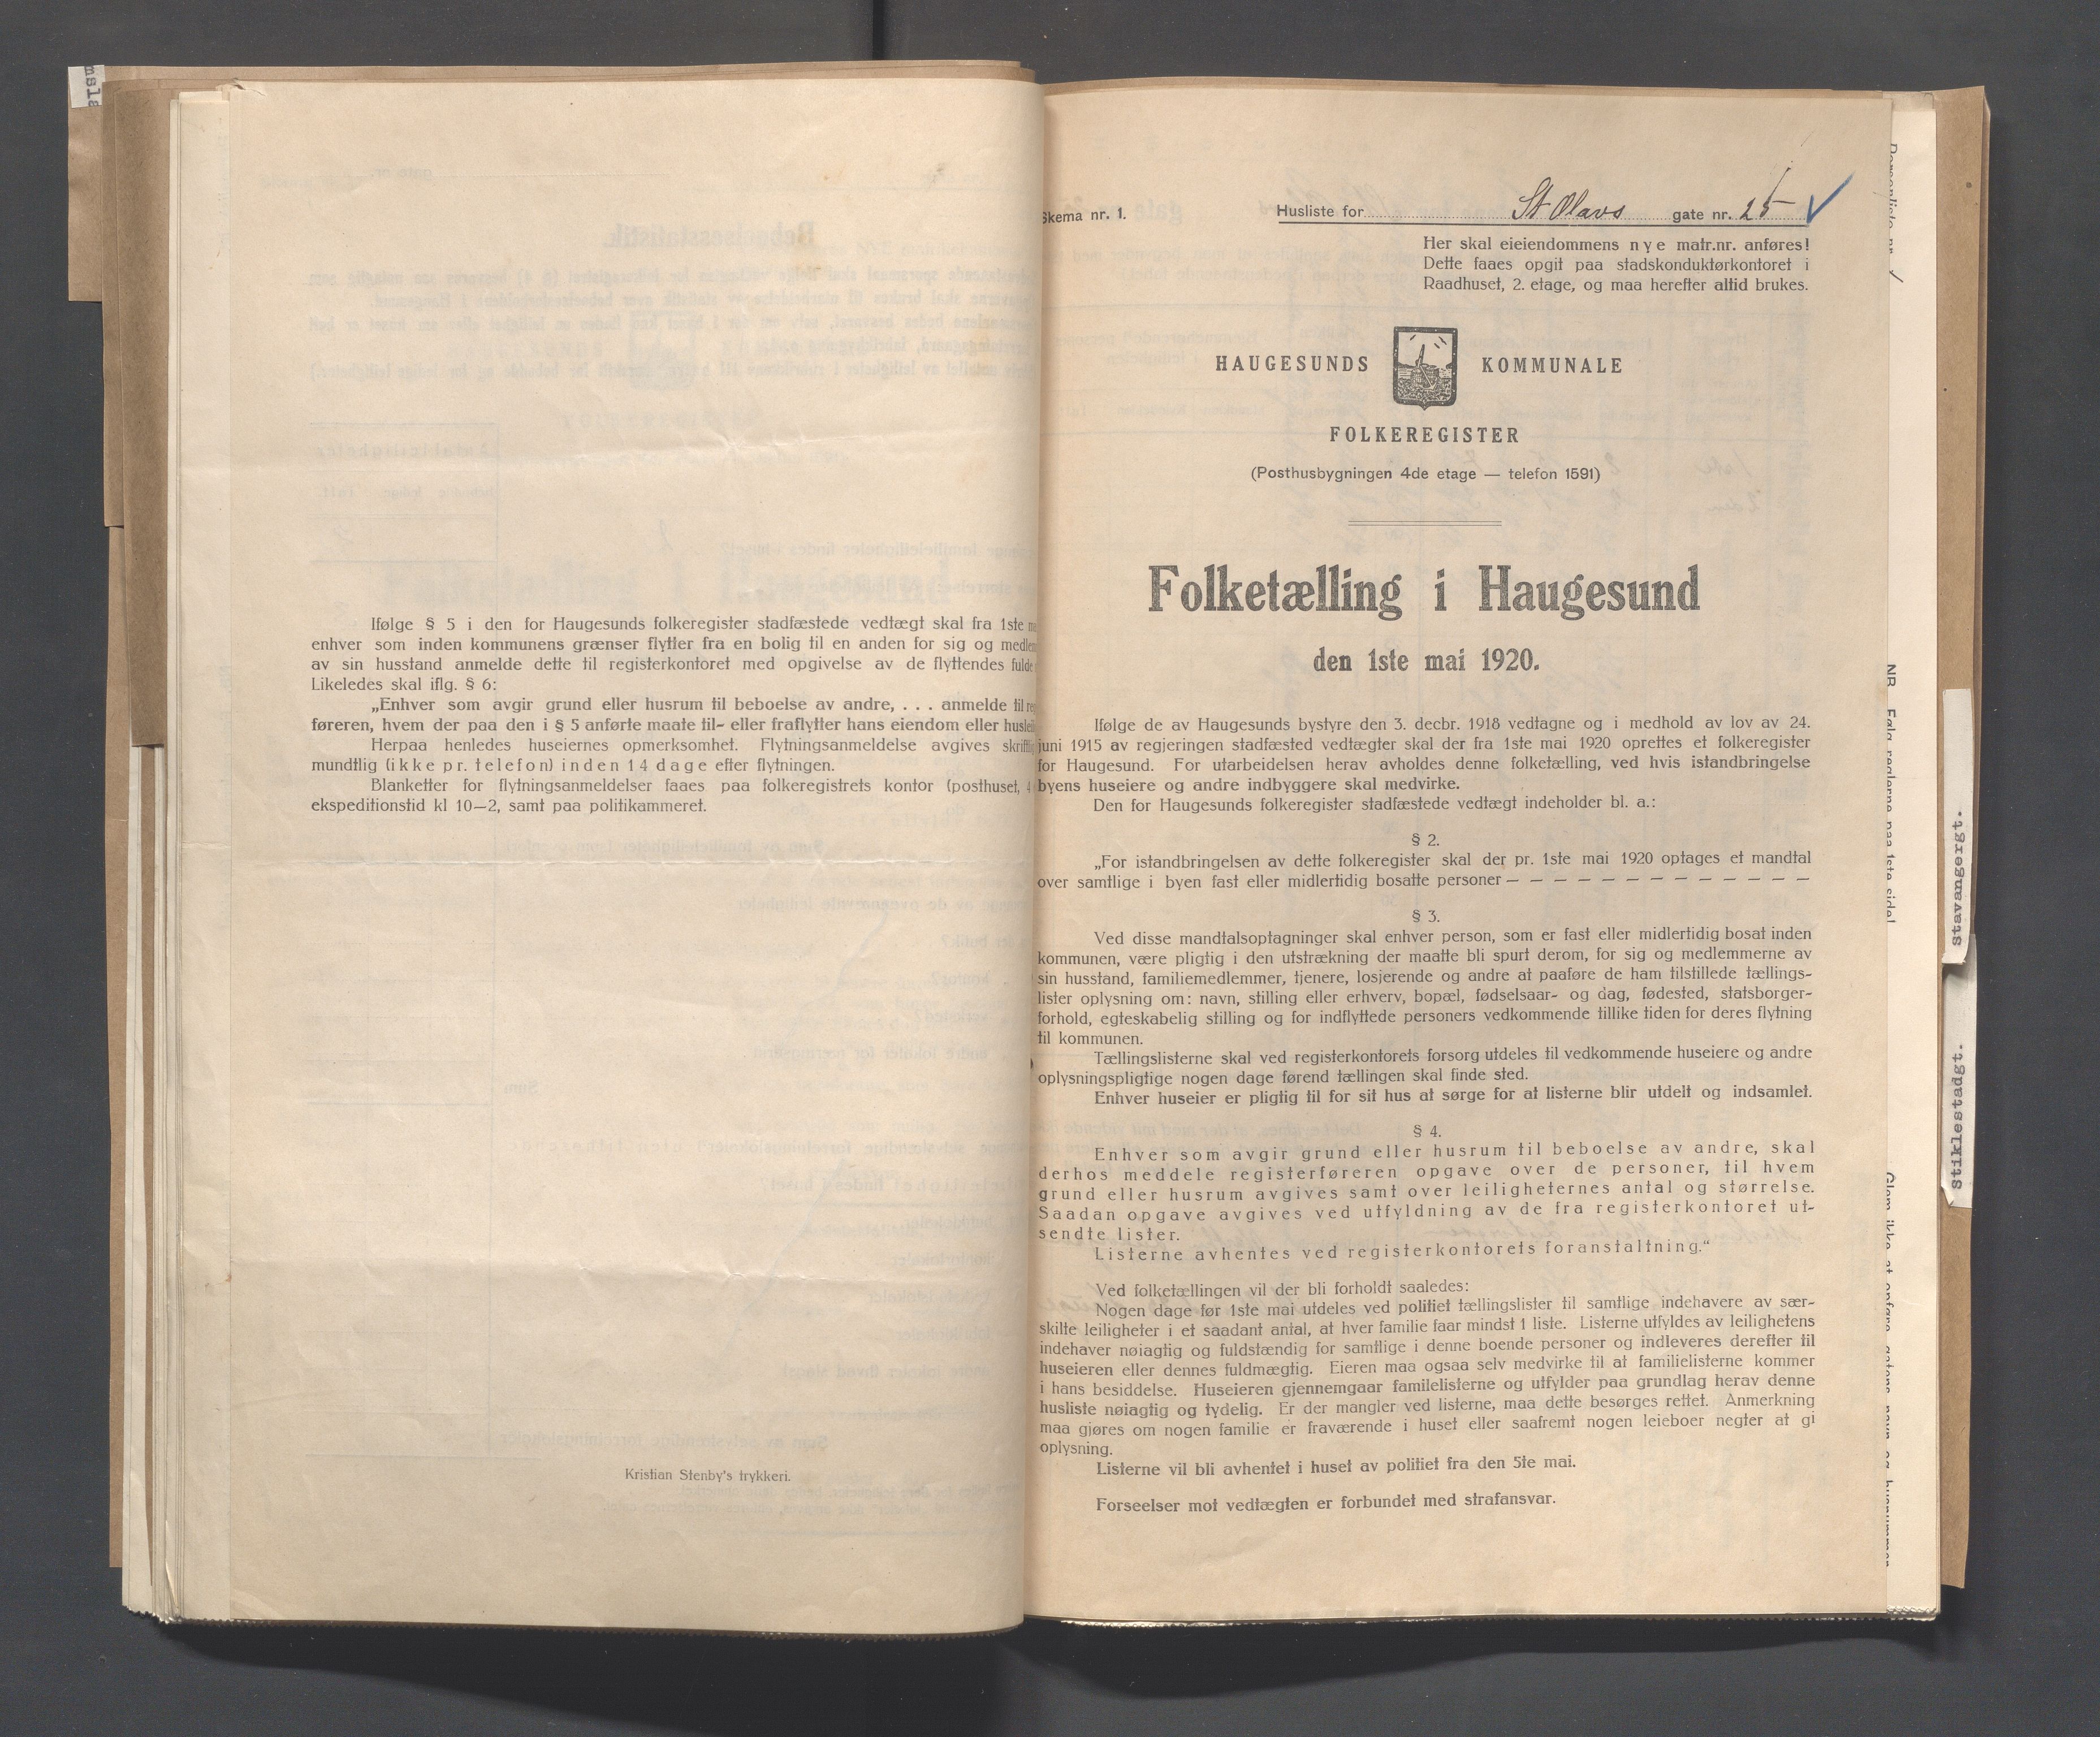 Ifølge § 5 i den for Haugesunds folkeregister stadfæstede vedtægt skal fra 1ste
enhver som inden kommunens grænser flytter fra en bolig til en anden for sig og
av sin husstand anmelde dette til registerkontoret med opgivelse av de flyttendes fulde
Likeledes skal iflg. § 6:
„Enhver som avgir grund eller husrum til beboelse av andre, . . . anmelde til
føreren, hvem der paa den i § 5 anførte maate til- eller fraflytter hans eiendom eller
Herpaa henledes huseiernes opmerksomhet. Flytningsanmeldelse avgives
mundtlig (ikke pr. telefon) inden 14 dage efter flytningen.
Blanketter for flytningsanmeldelser faaes paa folkeregistrets kontor (posthuset, 4
ekspeditionstid kl 10—2, samt paa politikammeret.
Kristian Stenby's trykkeri.
Skema nr. 1.
Husliste for St Olavs gate nr. 25
Her skal eieiendommens nye matr.nr. anføres!
Dette faaes opgit paa stadskonduktørkontoret i
Raadhuset, 2. etage, og maa herefter altid brukes.
HAUGESUNDS KOMMUNALE
FOLKEREGISTER
(Posthusbygningen 4de etage — telefon 1591)
Folketælling i Haugesund
den 1ste mai 1920.
Ifølge de av Haugesunds bystyre den 3. decbr. 1918 vedtagne og i medhold av lov av 24.
juni 1915 av regjeringen stadfæsted vedtægter skal der fra 1ste mai 1920 oprettes et folkeregister
for Haugesund. For utarbeidelsen herav avholdes denne folketælling, ved hvis istandbringelse
byens huseiere og andre indbyggere skal medvirke.
Den for Haugesunds folkeregister stadfæstede vedtægt indeholder bl. a.:
§ 2.
„For istandbringelsen av dette folkeregister skal der pr. 1ste mai 1920 optages et mandtal
over samtlige i byen fast eller midlertidig bosatte personer — — — — — — — — — — — — —
§ 3.
Ved disse mandtalsoptagninger skal enhver person, som er fast eller midlertidig bosat inden
kommunen, være pligtig i den utstrækning der maatte bli spurt derom, for sig og medlemmerne av
sin husstand, familiemedlemmer, tjenere, losjerende og andre at paaføre de ham tilstillede tællings-
lister oplysning om: navn, stilling eller erhverv, bopæl, fødselsaar- og dag, fødested, statsborger-
forhold, egteskabelig stilling og for indflyttede personers vedkommende tillike tiden for deres flytning
til kommunen.
Tællingslisterne skal ved registerkontorets forsorg utdeles til vedkommende huseiere og andre
oplysningspligtige nogen dage førend tællingen skal finde sted.
Enhver huseier er pligtig til for sit hus at sørge for at listerne blir utdelt og indsamlet.
§ 4.
Enhver som avgir grund eller husrum til beboelse av andre, skal
derhos meddele registerføreren opgave over de personer, til hvem
grund eller husrum avgives samt over leiligheternes antal og størrelse.
Saadan opgave avgives ved utfyldning av de fra registerkontoret ut-
sendte lister.
Listerne avhentes ved registerkontorets foranstaltning.“
Ved folketællingen vil der bli forholdt saaledes:
Nogen dage før 1ste mai utdeles ved politiet tællingslister til samtlige indehavere av sær-
skilte leiligheter i et saadant antal, at hver familie faar mindst 1 liste. Listerne utfyldes av leilighetens
indehaver nøiagtig og fuldstændig for samtlige i denne boende personer og indleveres derefter til
huseieren eller dennes fuldmægtig. Eieren maa ogsaa selv medvirke til at familielisterne kommer
i hans besiddelse. Huseieren gjennemgaar familelisterne og utfylder paa grundlag herav denne
husliste nøiagtig og tydelig. Er der mangler ved listerne, maa dette besørges rettet. Anmerkning
maa gjøres om nogen familie er fraværende i huset eller saafremt nogen leieboer negter at gi
oplysning.
Listerne vil bli avhentet i huset av politiet fra den 5te mai.
Forseelser mot vedtægten er forbundet med strafansvar.
Stavangergt.
Stiklestadgt.